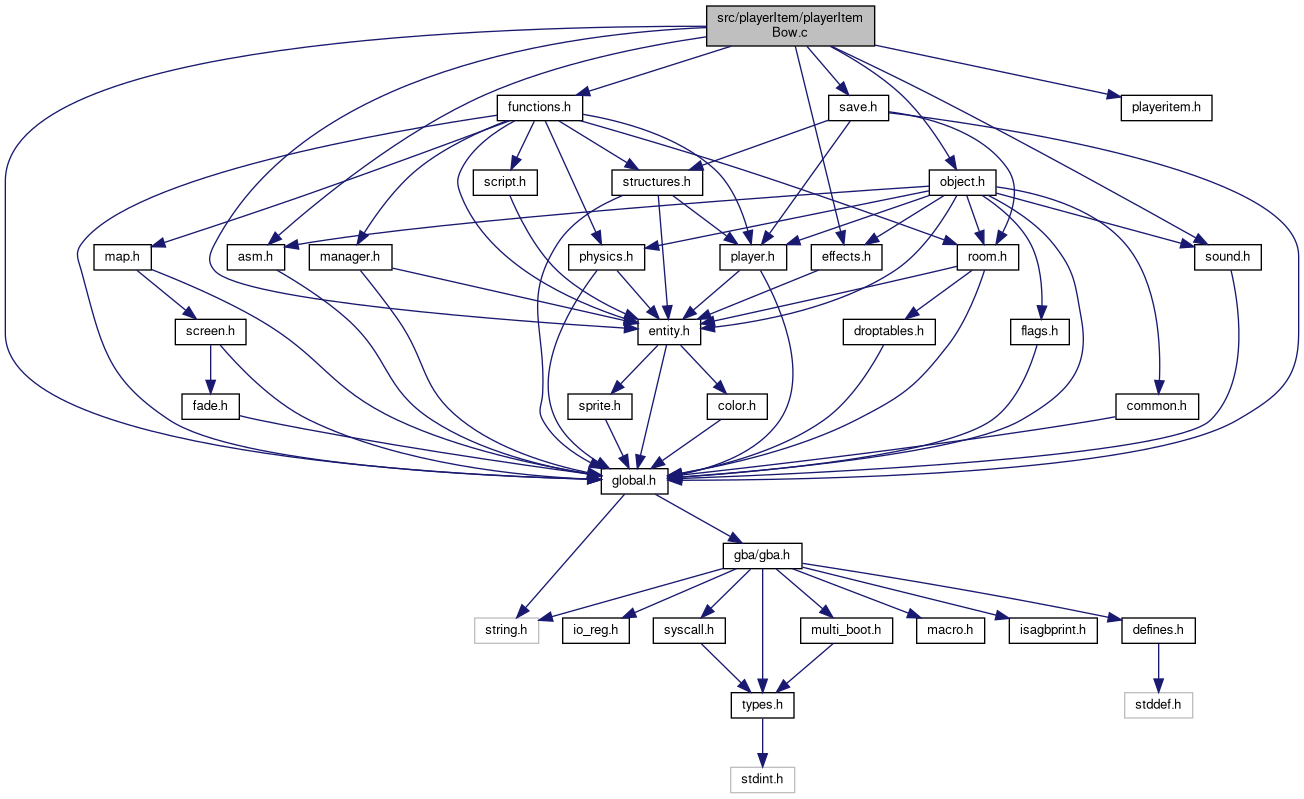 src/playerItem/playerItem
Bow.c
functions.h
save.h
playeritem.h
script.h
structures.h
object.h
map.h
asm.h
manager.h
physics.h
player.h
effects.h
room.h
sound.h
screen.h
entity.h
droptables.h
flags.h
fade.h
sprite.h
color.h
common.h
global.h
gba/gba.h
string.h
io_reg.h
syscall.h
multi_boot.h
macro.h
isagbprint.h
defines.h
types.h
stddef.h
stdint.h